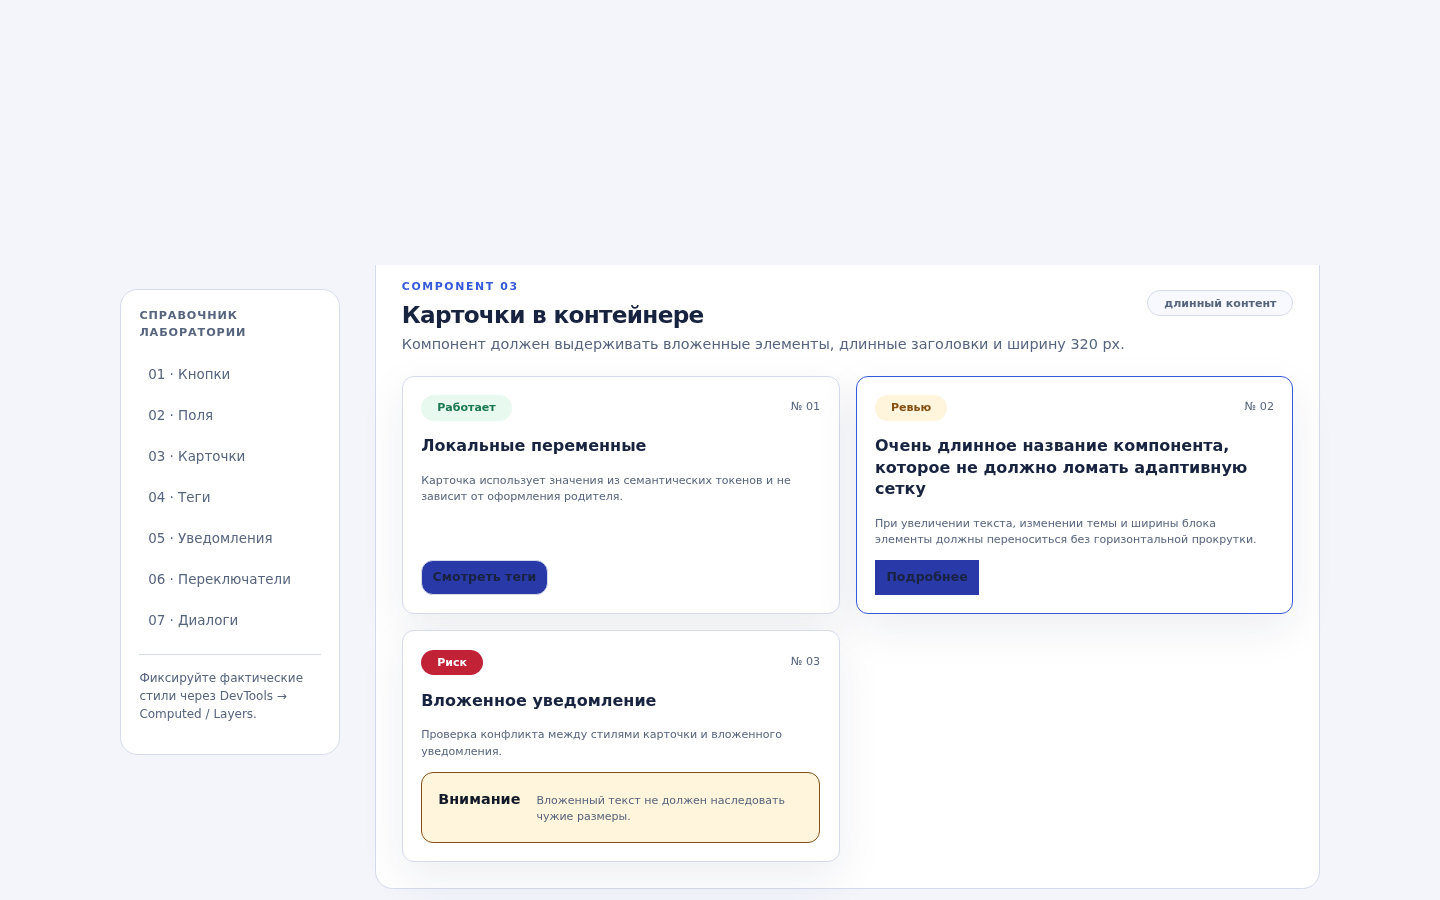 СПРАВОЧНИК
ЛАБОРАТОРИИ
01 · Кнопки
02 · Поля
03 · Карточки
04 · Теги
05 · Уведомления
06 · Переключатели
07 · Диалоги
Фиксируйте фактические
стили через DevTools →
Computed / Layers.
COMPONENT 03
Карточки в контейнере
Компонент должен выдерживать вложенные элементы, длинные заголовки и ширину 320 px.
длинный контент
Работает
№ 01
Локальные переменные
Карточка использует значения из семантических токенов и не
зависит от оформления родителя.
Смотреть теги
Ревью
№ 02
Очень длинное название компонента,
которое не должно ломать адаптивную
сетку
При увеличении текста, изменении темы и ширины блока
элементы должны переноситься без горизонтальной прокрутки.
Подробнее
Риск
№ 03
Вложенное уведомление
Проверка конфликта между стилями карточки и вложенного
уведомления.
Внимание
Вложенный текст не должен наследовать
чужие размеры.